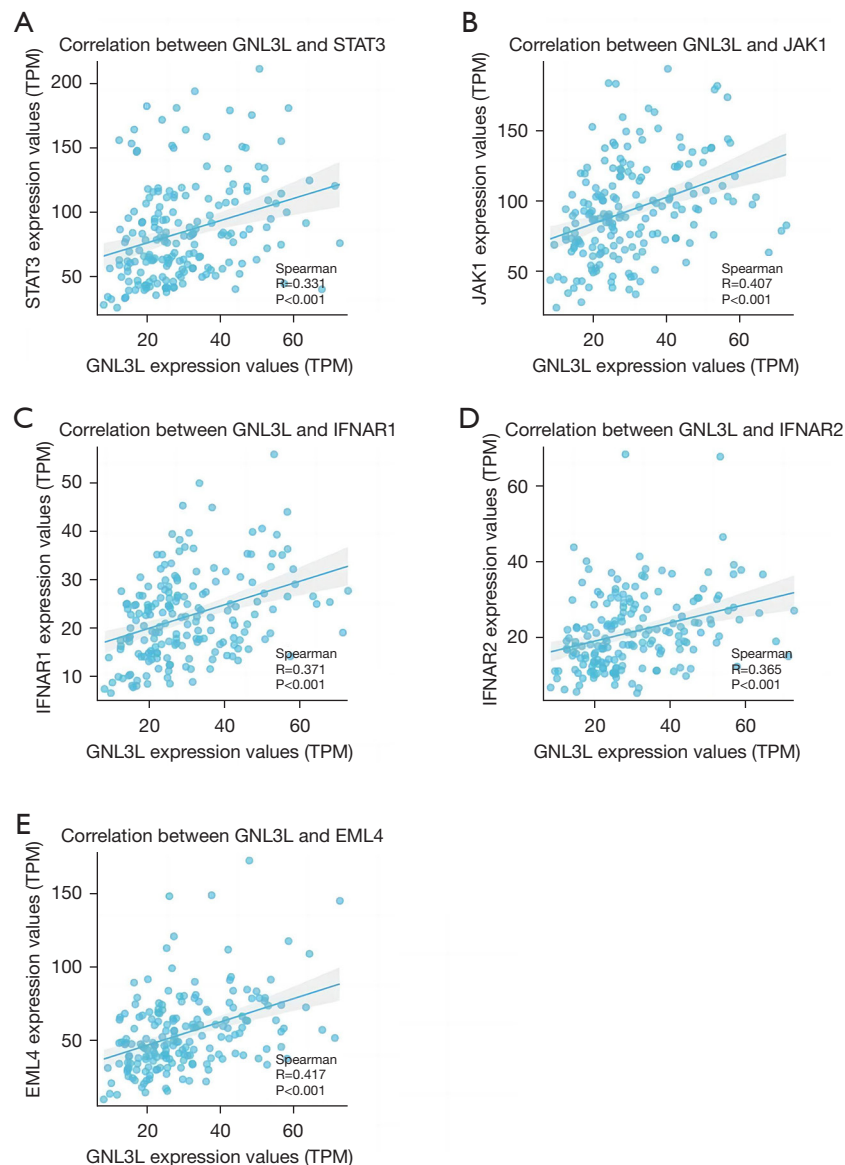 A
Correlation between GNL3L and STAT3
STAT3 expression values (TPM)
200
150
100
50
Spearman
R=0.331
P<0.001
20 40 60
GNL3L expression values (TPM)
B
Correlation between GNL3L and JAK1
JAK1 expression values (TPM)
150
100
50
Spearman
R=0.407
P<0.001
20 40 60
GNL3L expression values (TPM)
C
Correlation between GNL3L and IFNAR1
IFNAR1 expression values (TPM)
50
40
30
20
10
Spearman
R=0.371
P<0.001
20 40 60
GNL3L expression values (TPM)
D
Correlation between GNL3L and IFNAR2
IFNAR2 expression values (TPM)
60
40
20
Spearman
R=0.365
P<0.001
20 40 60
GNL3L expression values (TPM)
E
Correlation between GNL3L and EML4
EML4 expression values (TPM)
150
100
50
Spearman
R=0.417
P<0.001
20 40 60
GNL3L expression values (TPM)